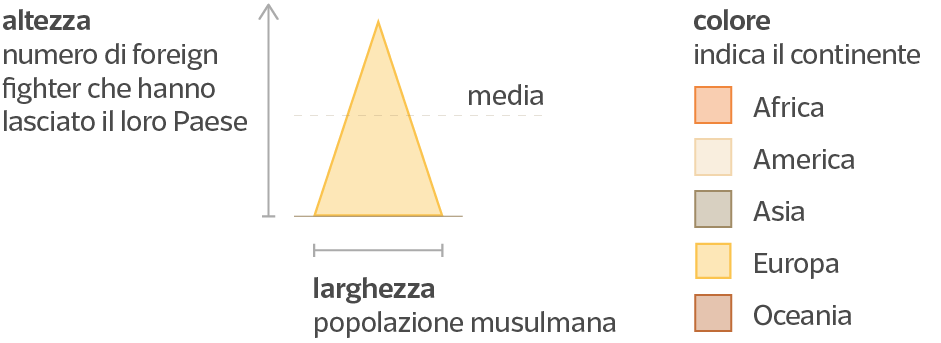 altezza
numero di foreign
fighter che hanno
lasciato il loro Paese
media
larghezza
popolazione musulmana
colore
indica il continente
Africa
America
Asia
Europa
Oceania